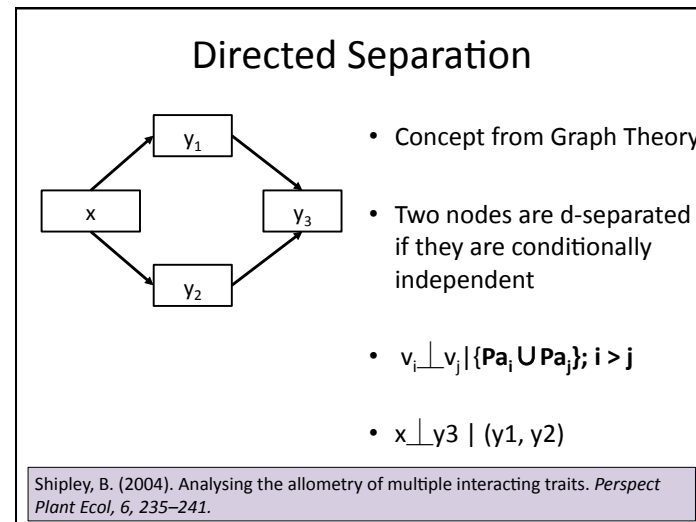 Directed Separation
y₁
x
y₃
y₂
• Concept from Graph Theory
• Two nodes are d-separated
if they are conditionally
independent
• vᵢ⊥vⱼ|{Paᵢ ∪ Paⱼ}; i > j
• x⊥y3 | (y1, y2)
Shipley, B. (2004). Analysing the allometry of multiple interacting traits. Perspect
Plant Ecol, 6, 235–241.